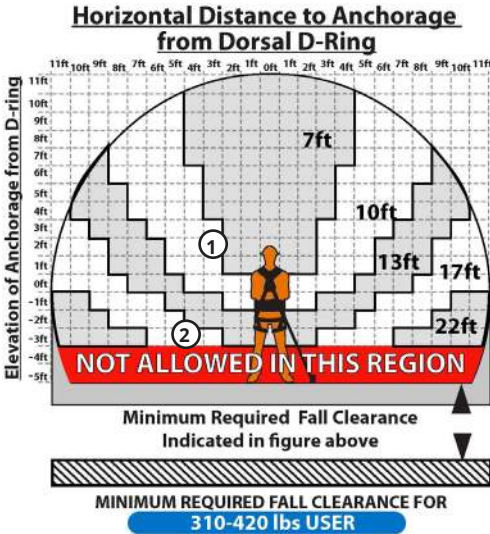 Horizontal Distance to Anchorage
from Dorsal D-Ring
11ft 10ft 9ft 8ft 7ft 6ft 5ft 4ft 3ft 2ft 1ft 0ft 1ft 2ft 3ft 4ft 5ft 6ft 7ft 8ft 9ft 10ft 11ft
Elevation of Anchorage from D-ring
11ft
10ft
9ft
8ft
7ft
6ft
5ft
4ft
3ft
2ft
1ft
0ft
-1ft
-2ft
-3ft
-4ft
-5ft
7ft
10ft
1
13ft
17ft
22ft
2
NOT ALLOWED IN THIS REGION
Minimum Required Fall Clearance
Indicated in figure above
MINIMUM REQUIRED FALL CLEARANCE FOR
310-420 lbs USER